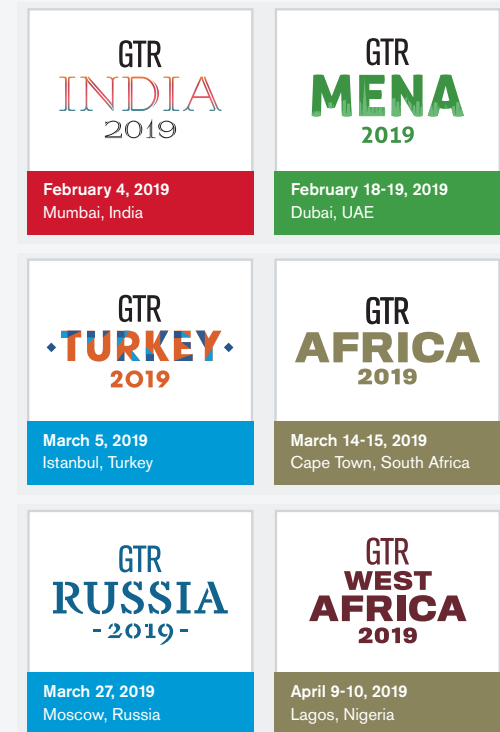 GTR
INDIA
2019
February 4, 2019
Mumbai, India
GTR
MENA
2019
February 18-19, 2019
Dubai, UAE
GTR
TURKEY
2019
March 5, 2019
Istanbul, Turkey
GTR
AFRICA
2019
March 14-15, 2019
Cape Town, South Africa
GTR
RUSSIA
-2019-
March 27, 2019
Moscow, Russia
GTR
WEST
AFRICA
2019
April 9-10, 2019
Lagos, Nigeria